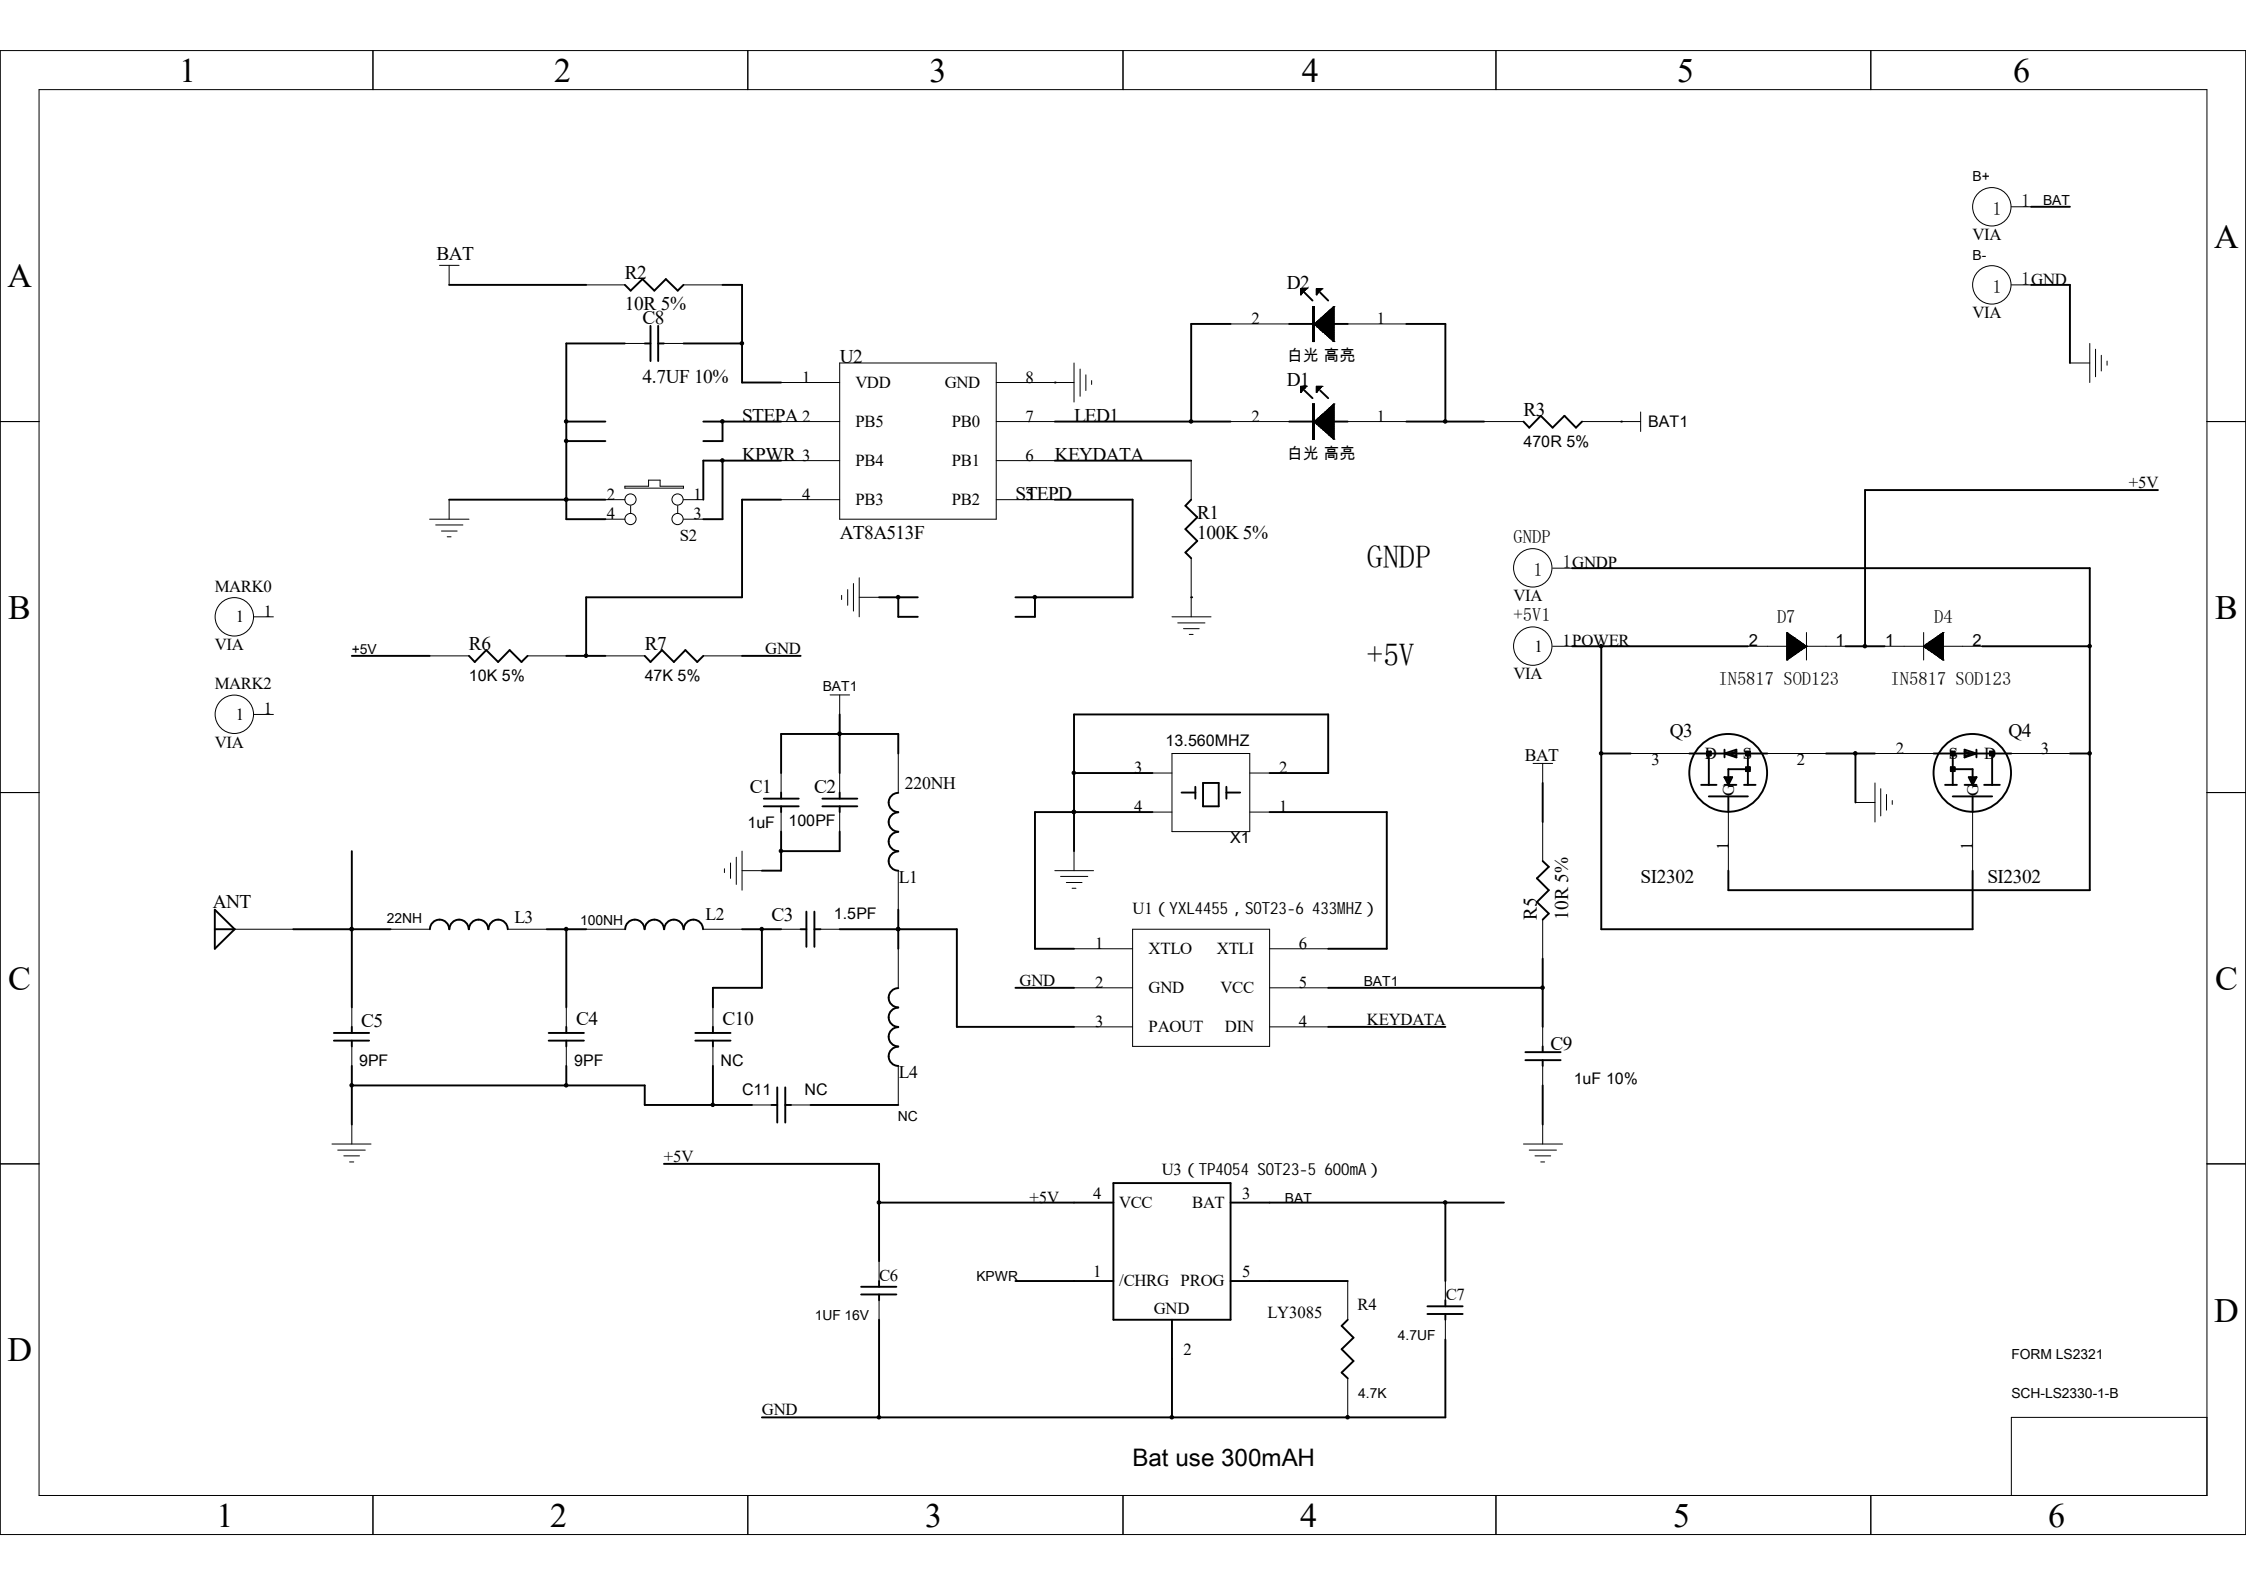 1 2 3 4 5 6
A A
B B
C C
D D
B+
1 1 BAT
VIA
B-
1 1 GND
VIA
BAT
R2
10R 5%
C8
4.7UF 10%
U2
1 VDD GND 8
STEPA 2 PB5 PB0 7 LED1
KPWR 3 PB4 PB1 6 KEYDATA
4 PB3 PB2 5 STEPD
AT8A513F
2 1
4 3
S2
D2
2 1
白光 高亮
D1
2 1
白光 高亮
R3
470R 5%
BAT1
R1
100K 5%
GNDP
+5V
+5V
GNDP
1 1 GNDP
VIA
+5V1
1 1 POWER
VIA
D7
2 1
IN5817 SOD123
D4
1 2
IN5817 SOD123
MARK0
1 1
VIA
MARK2
1 1
VIA
+5V
R6
10K 5%
R7
47K 5%
GND
BAT1
C1
1uF
C2
100PF
220NH
L1
13.560MHZ
3 2
4 1
X1
BAT
R5
10R 5%
Q3
3 D S 2
G
1
SI2302
Q4
2 S D 3
G
1
SI2302
ANT
22NH L3
100NH L2
C3 1.5PF
U1（YXL4455，SOT23-6 433MHZ）
1 XTLO XTLI 6
GND 2 GND VCC 5 BAT1
3 PAOUT DIN 4 KEYDATA
C5
9PF
C4
9PF
C10
NC
C11 NC
L4
NC
C9
1uF 10%
+5V
U3（TP4054 SOT23-5 600mA）
+5V 4 VCC BAT 3 BAT
KPWR 1 /CHRG PROG 5
GND
2
C6
1UF 16V
LY3085
R4
4.7K
C7
4.7UF
GND
Bat use 300mAH
FORM LS2321
SCH-LS2330-1-B
1 2 3 4 5 6